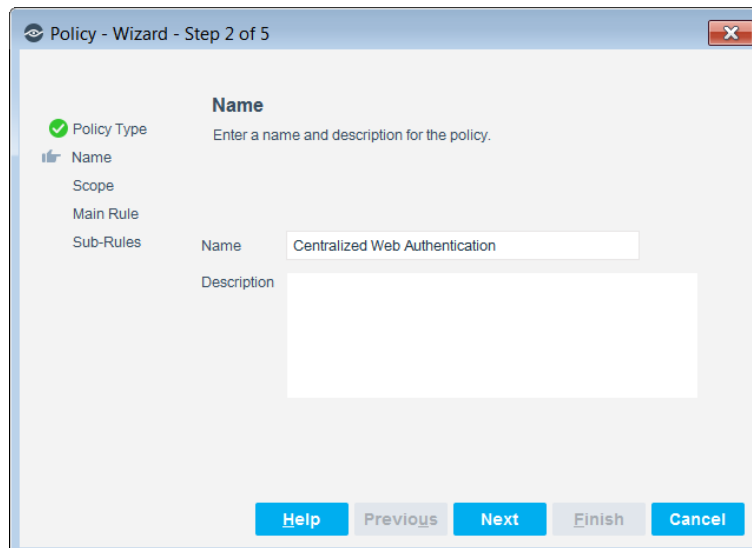 Policy - Wizard - Step 2 of 5
Policy Type
Name
Scope
Main Rule
Sub-Rules
Name
Enter a name and description for the policy.
Name Centralized Web Authentication
Description
Help Previous Next Finish Cancel